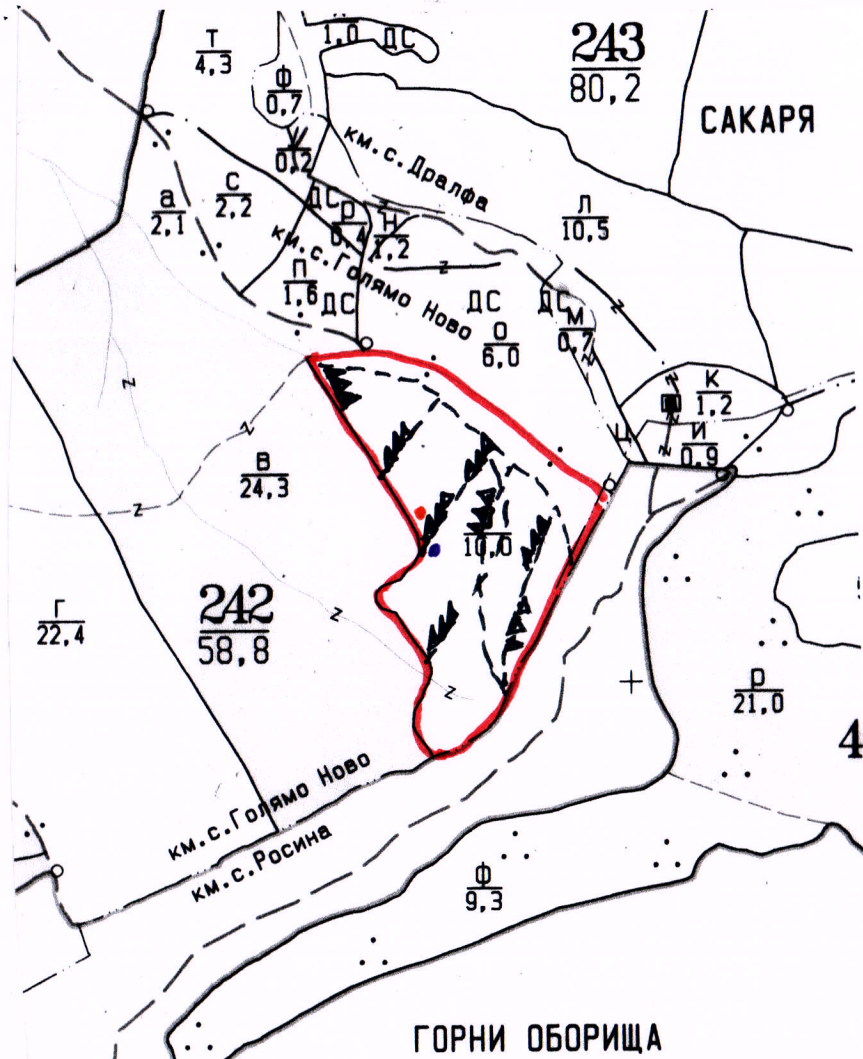 Т
4,3
1,0 ДС
243
80,2
САКАРЯ
Ф
0,7
0,2
км.с.Дралфа
С
2,2
а
2,1
ДС
Р
0,4
Н
1,2
Л
10,5
км.с.Голямо Ново
П
1,6
ДС
ДС
О
6,0
ДС
М
0,7
К
1,2
Ц
И
0,9
В
24,3
10,0
Г
22,4
242
58,8
Р
21,0
4
км.с.Голямо Ново
км.с.Росина
Ф
9,3
ГОРНИ ОБОРИЩА